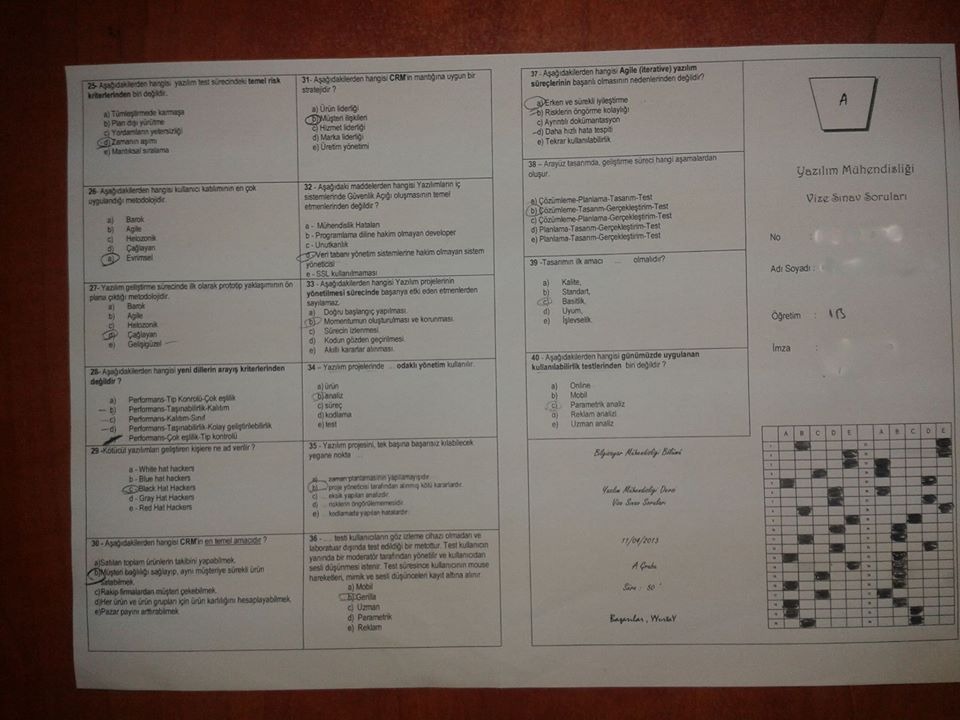 25- Aşağıdakilerden hangisi yazılım test sürecindeki temel risk
kriterlerinden biri değildir.
a) Tümleştirmede karmaşa
b) Plan dışı yürütme
c) Yordamların yetersizliği
d) Zamanın aşımı
e) Mantıksal sıralama
26- Aşağıdakilerden hangisi kullanıcı katılımının en çok
uygulandığı metodolojidir.
a) Barok
b) Agile
c) Helozonik
d) Çağlayan
e) Evrimsel
27- Yazılım geliştirme sürecinde ilk olarak prototip yaklaşımının ön
plana çıktığı metodolojidir.
a) Barok
b) Agile
c) Helozonik
d) Çağlayan
e) Gelişigüzel
28- Aşağıdakilerden hangisi yeni dillerin arayış kriterlerinden
değildir ?
a) Performans-Tip Konrolü-Çok eşlilik
b) Performans-Taşınabilirlik-Kalıtım
c) Performans-Kalıtım-Sınıf
d) Performans-Taşınabilirlik-Kolay geliştirilebilirlik
Performans-Çok eşlilik-Tip kontrolü
29 -Kötücül yazılımları geliştiren kişilere ne ad verilir ?
a - White hat hackers
b - Blue hat hackers
c - Black Hat Hackers
d - Gray Hat Hackers
e - Red Hat Hackers
30 - Aşağıdakilerden hangisi CRM'in en temel amacıdır ?
a)Satılan toplam ürünlerin takibini yapabilmek.
b)Müşteri bağlılığı sağlayıp, aynı müşteriye sürekli ürün
satabilmek.
c)Rakip firmalardan müşteri çekebilmek.
d)Her ürün ve ürün grupları için ürün karlılığını hesaplayabilmek.
e)Pazar payını arttırabilmek
31- Aşağıdakilerden hangisi CRM'in mantığına uygun bir
stratejidir ?
a) Ürün liderliği
b) Müşteri ilişkileri
c) Hizmet liderliği
d) Marka liderliği
e) Üretim yönetimi
32 - Aşağıdaki maddelerden hangisi Yazılımların iç
sistemlerinde Güvenlik Açığı oluşmasının temel
etmenlerinden değildir ?
a - Mühendislik Hataları
b - Programlama diline hakim olmayan developer
c - Unutkanlık
d - Veri tabanı yönetim sistemlerine hakim olmayan sistem
yöneticisi
e - SSL kullanılmaması
33 - Aşağıdakilerden hangisi Yazılım projelerinin
yönetilmesi sürecinde başarıya etki eden etmenlerden
sayılamaz.
a) Doğru başlangıç yapılması.
b) Momentumun oluşturulması ve korunması.
c) Sürecin izlenmesi
d) Kodun gözden geçirilmesi.
e) Akıllı kararlar alınması.
34 – Yazılım projelerinde ... odaklı yönetim kullanılır.
a) ürün
b) analiz
c) süreç
d) kodlama
e) test
35 - Yazılım projesini, tek başına başarısız kılabilecek
yegane nokta ...
a) ... zaman planlamasının yapılamayışıdır.
b) ... proje yöneticisi tarafından alınmış kötü kararlardır.
c) ... eksik yapılan analizdir.
d) ... risklerin öngörülememesidir.
e) ... kodlamada yapılan hatalardır.
36 - ... testi kullanıcıların göz izleme cihazı olmadan ve
laboratuar dışında test edildiği bir metottur. Test kullanıcın
yanında bir moderatör tarafından yönetilir ve kullanıcıdan
sesli düşünmesi istenir. Test süresince kullanıcının mouse
hareketleri, mimik ve sesli düşünceleri kayıt altına alınır.
a) Mobil
b) Gerilla
c) Uzman
d) Parametrik
e) Reklam
37 - Aşağıdakilerden hangisi Agile (iterative) yazılım
süreçlerinin başarılı olmasının nedenlerinden değildir?
a) Erken ve sürekli iyileştirme
b) Risklerin öngörme kolaylığı
c) Ayrıntılı dokümantasyon
d) Daha hızlı hata tespiti
e) Tekrar kullanılabilirlik
38 – Arayüz tasarımda, geliştirme süreci hangi aşamalardan
oluşur.
a) Çözümleme-Planlama-Tasarım-Test
b) Çözümleme-Tasarım-Gerçekleştirim-Test
c) Çözümleme-Planlama-Gerçekleştirim-Test
d) Planlama-Tasarım-Gerçekleştirim-Test
e) Planlama-Tasarım-Gerçekleştirim-Test
39 -Tasarımın ilk amacı ... olmalıdır?
a) Kalite,
b) Standart,
c) Basitlik,
d) Uyum,
e) İşlevsellik.
40 - Aşağıdakilerden hangisi günümüzde uygulanan
kullanılabilirlik testlerinden biri değildir ?
a) Online
b) Mobil
c) Parametrik analiz
d) Reklam analizi
e) Uzman analiz
Bilgisayar Mühendisliği Bölümü
Yazılım Mühendisliği Dersi
Vize Sınav Soruları
11/04/2013
A Grubu
Süre : 50 '
Başarılar,
A
Yazılım Mühendisliği
Vize Sınav Soruları
No :
Adı Soyadı :
Öğretim : 1B
İmza :
A B C D E A B C D E